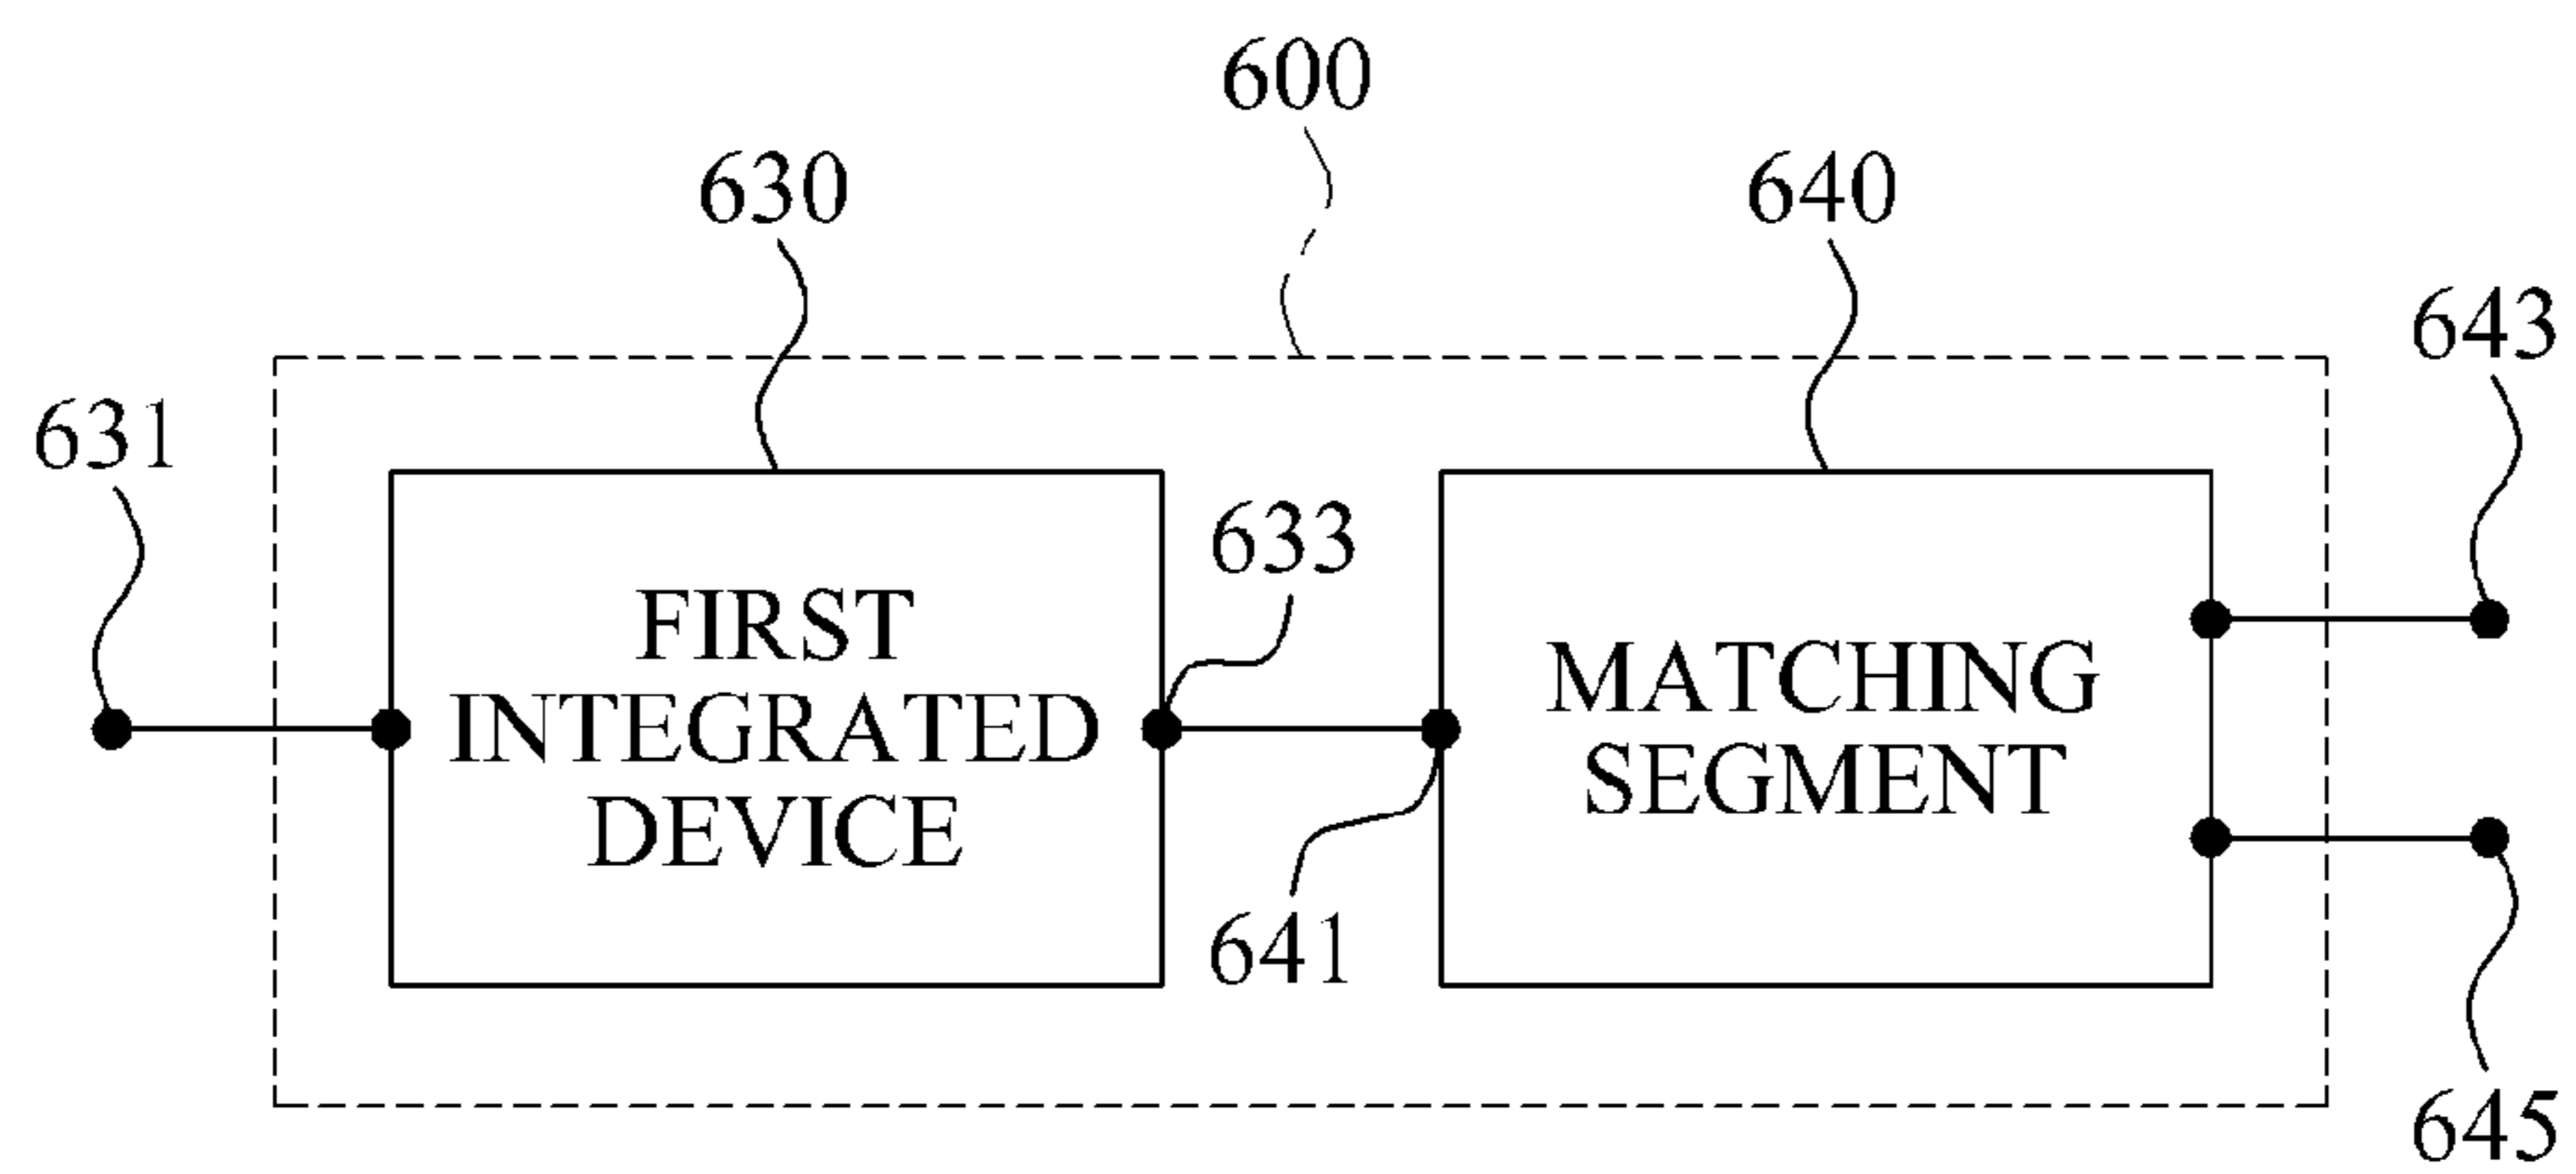 600
630
640
643
631
633
FIRST
INTEGRATED
DEVICE
MATCHING
SEGMENT
641
645